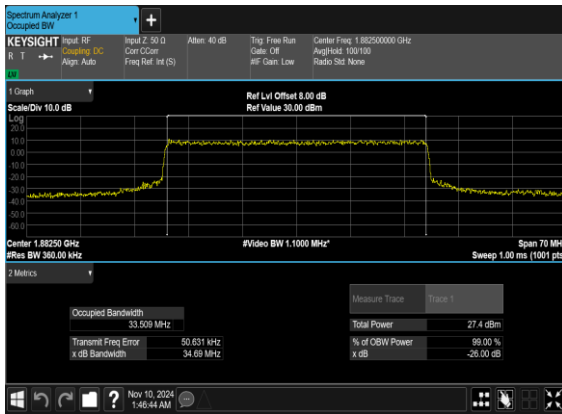 Spectrum Analyzer 1
Occupied BW
KEYSIGHT
R T
Input: RF
Coupling: DC
Align: Auto
Input Z: 50 Ω
Corr CCorr
Freq Ref: Int (S)
Atten: 40 dB
Trig: Free Run
Gate: Off
#IF Gain: Low
Center Freq: 1.882500000 GHz
Avg|Hold: 100/100
Radio Std: None
LXI
1 Graph
Scale/Div 10.0 dB
Ref Lvl Offset 8.00 dB
Ref Value 30.00 dBm
Log
20.0
10.0
0.00
-10.0
-20.0
-30.0
-40.0
-50.0
-60.0
Center 1.88250 GHz
#Res BW 360.00 kHz
#Video BW 1.1000 MHz*
Span 70 MH
Sweep 1.00 ms (1001 pts
2 Metrics
Occupied Bandwidth
33.509 MHz
Transmit Freq Error 50.631 kHz
x dB Bandwidth 34.69 MHz
Measure Trace Trace 1
Total Power 27.4 dBm
% of OBW Power 99.00 %
x dB -26.00 dB
Nov 10, 2024
1:46:44 AM